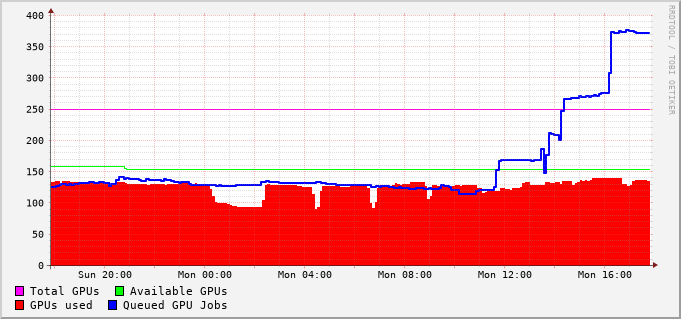 400
350
300
250
200
150
100
50
0
Sun 20:00 Mon 00:00 Mon 04:00 Mon 08:00 Mon 12:00 Mon 16:00
Total GPUs Available GPUs
GPUs used Queued GPU Jobs
RRDTOOL / TOBI OETIKER